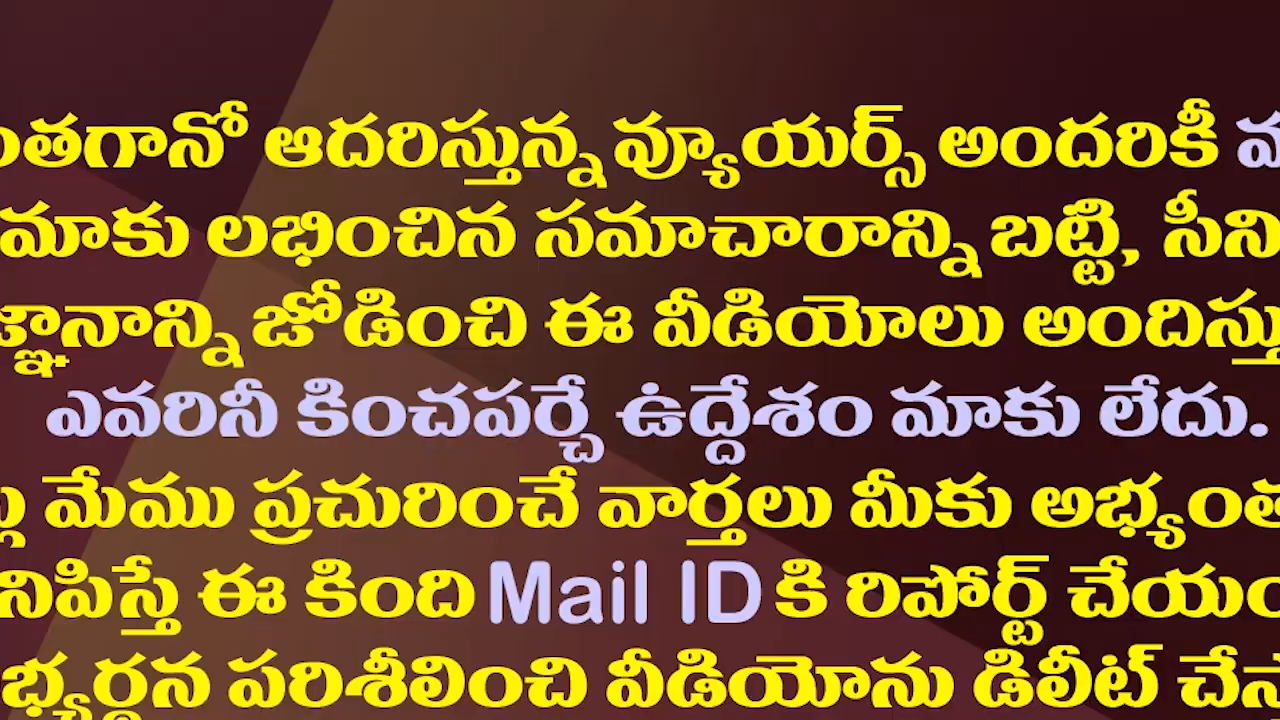 ంతగానో ఆదరిస్తున్న వ్యూయర్స్ అందరికీ
మాకు లభించిన సమాచారాన్ని బట్టి, సీని
జ్ఞానాన్ని జోడించి ఈ వీడియోలు అందిస్తు
ఎవరినీ కించపర్చే ఉద్దేశం మాకు లేదు.
మేము ప్రచురించే వార్తలు మీకు అభ్యంత
నిపిస్తే ఈ కింది Mail ID కి రిపోర్ట్ చేయం
భ్యర్థన పరిశీలించి వీడియోను డిలీట్ చేస